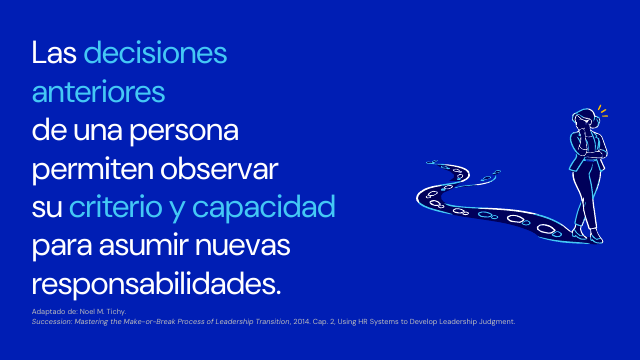 Las decisiones
anteriores
de una persona
permiten observar
su criterio y capacidad
para asumir nuevas
responsabilidades.
Adaptado de: Noel M. Tichy.
Succession: Mastering the Make-or-Break Process of Leadership Transition, 2014. Cap. 2, Using HR Systems to Develop Leadership Judgment.